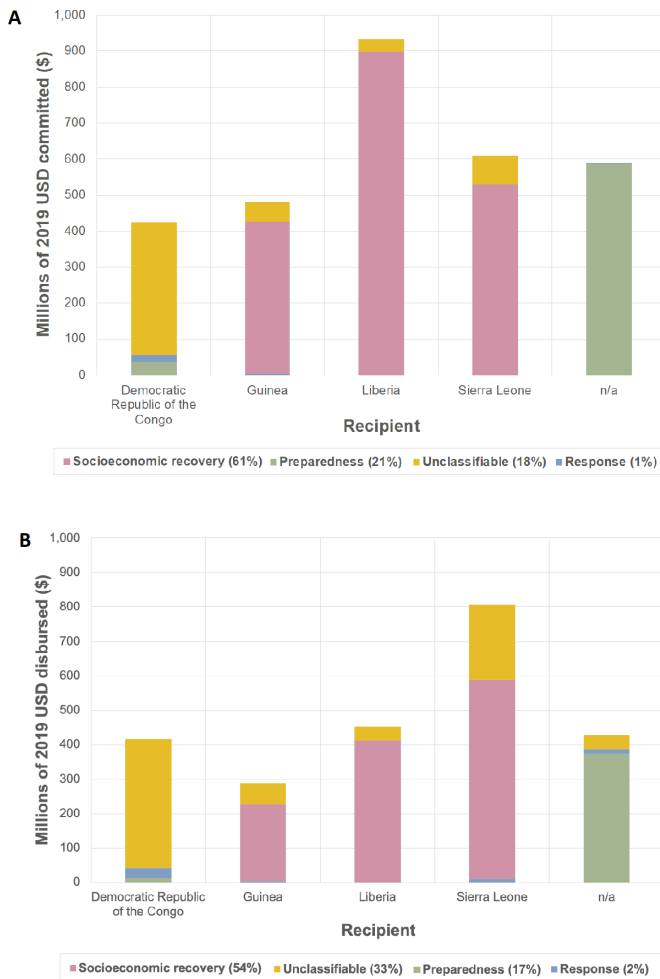 A
Millions of 2019 USD committed ($)
1,000
900
800
700
600
500
400
300
200
100
0
Democratic
Republic of the
Congo
Guinea
Liberia
Sierra Leone
n/a
Recipient
Socioeconomic recovery (61%) Preparedness (21%) Unclassifiable (18%) Response (1%)
B
Millions of 2019 USD disbursed ($)
1,000
900
800
700
600
500
400
300
200
100
0
Democratic Republic
of the Congo
Guinea
Liberia
Sierra Leone
n/a
Recipient
Socioeconomic recovery (54%) Unclassifiable (33%) Preparedness (17%) Response (2%)